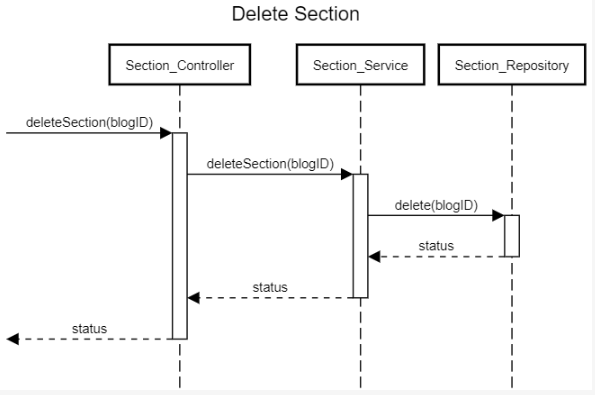 Delete Section
Section_Controller
Section_Service
Section_Repository
deleteSection(blogID)
deleteSection(blogID)
delete(blogID)
status
status
status